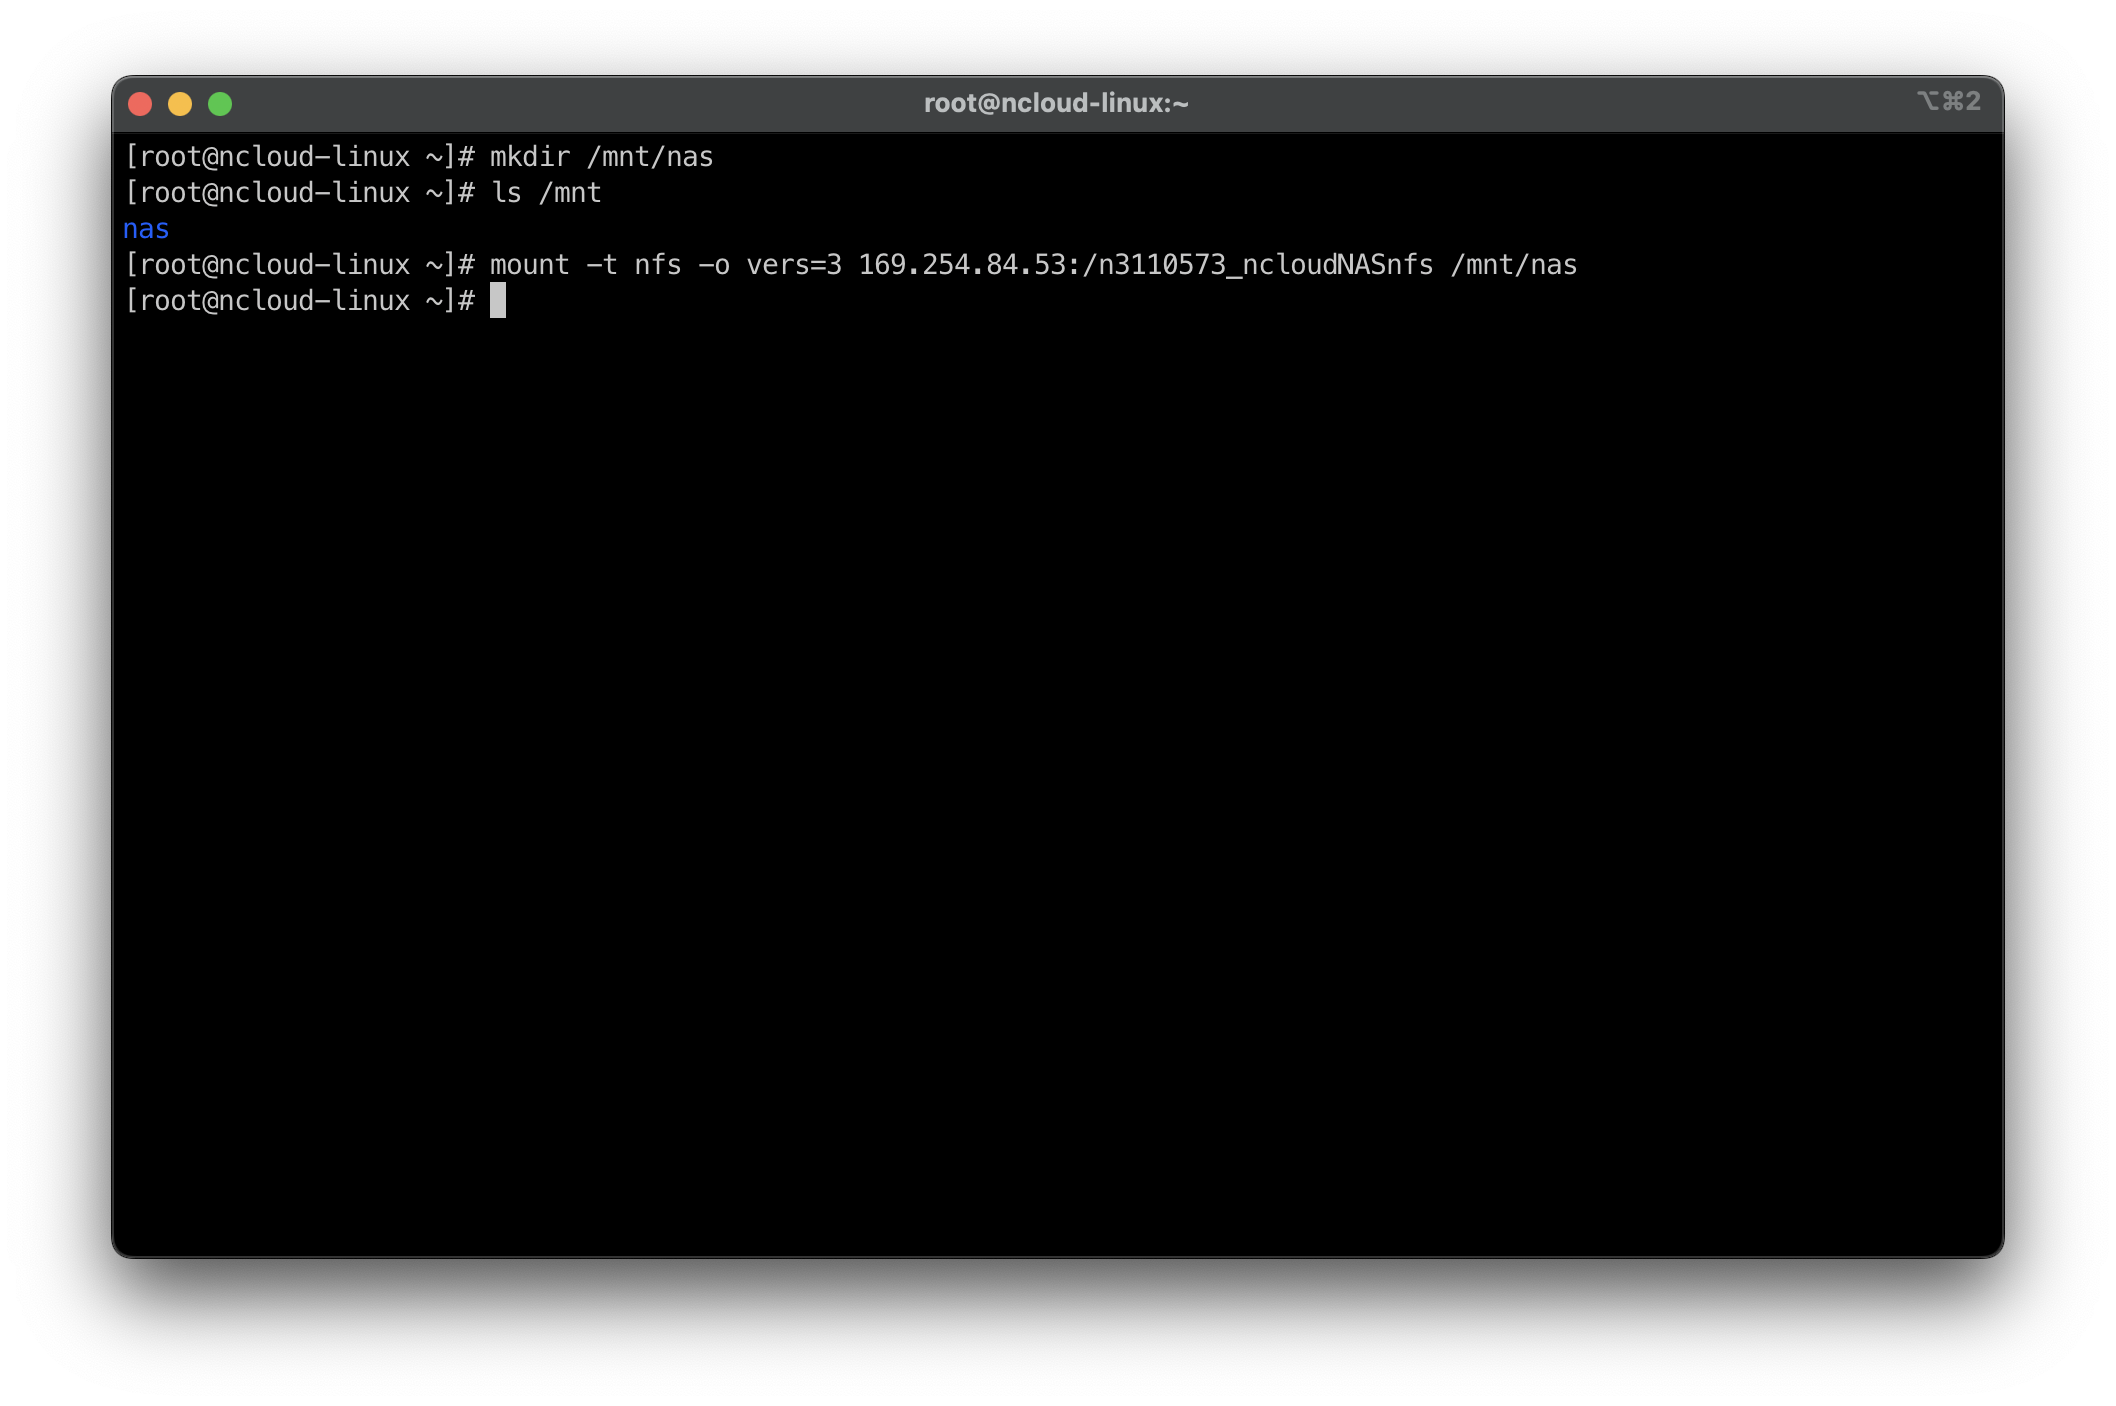 root@ncloud-linux:~
⌥⌘2
[root@ncloud-linux ~]# mkdir /mnt/nas
[root@ncloud-linux ~]# ls /mnt
nas
[root@ncloud-linux ~]# mount -t nfs -o vers=3 169.254.84.53:/n3110573_ncloudNASnfs /mnt/nas
[root@ncloud-linux ~]#